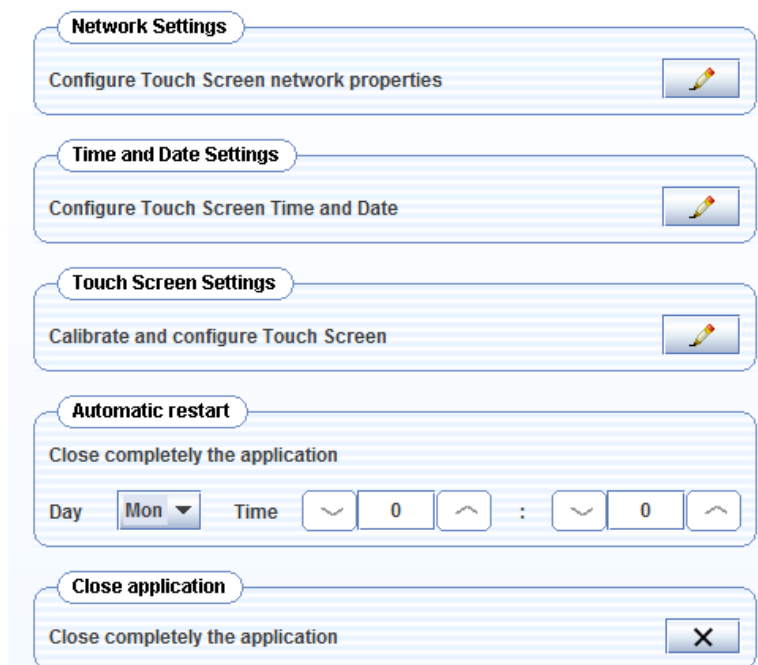 Network Settings
Configure Touch Screen network properties
Time and Date Settings
Configure Touch Screen Time and Date
Touch Screen Settings
Calibrate and configure Touch Screen
Automatic restart
Close completely the application
Day Mon Time 0 : 0
Close application
Close completely the application